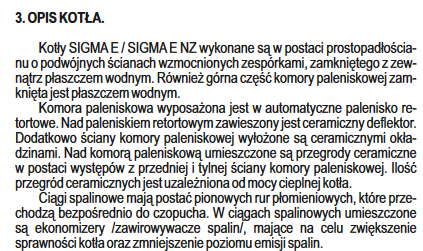 3. OPIS KOTŁA.
Kotły SIGMA E / SIGMA E NZ wykonane są w postaci prostopadłościa-
nu o podwójnych ścianach wzmocnionych zespórkami, zamkniętego z zew-
nątrz płaszczem wodnym. Również górna część komory paleniskowej zam-
knięta jest płaszczem wodnym.
Komora paleniskowa wyposażona jest w automatyczne palenisko re-
tortowe. Nad paleniskiem retortowym zawieszony jest ceramiczny deflektor.
Dodatkowo ściany komory paleniskowej wyłożone są ceramicznymi okła-
dzinami. Nad komorą paleniskową umieszczone są przegrody ceramiczne
w postaci występów z przedniej i tylnej ściany komory paleniskowej. Ilość
przegród ceramicznych jest uzależniona od mocy cieplnej kotła.
Ciągi spalinowe mają postać pionowych rur płomieniowych, które prze-
chodzą bezpośrednio do czopucha. W ciągach spalinowych umieszczone
są ekonomizery /zawirowywacze spalin/, mające na celu zwiększenie
sprawności kotła oraz zmniejszenie poziomu emisji spalin.